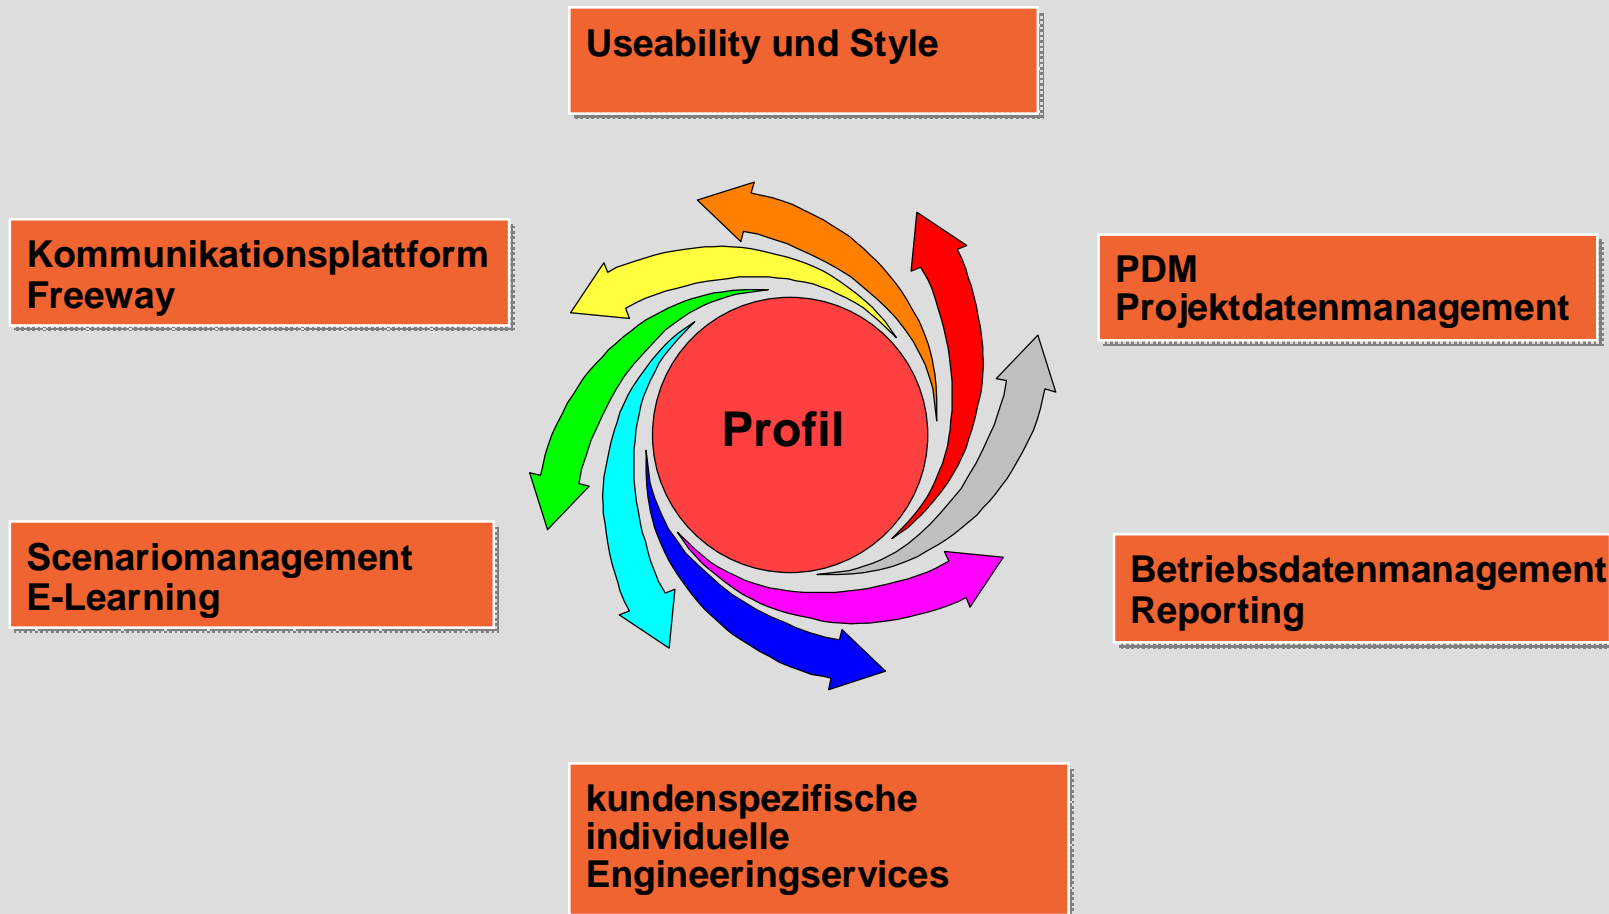 Useability und Style
Kommunikationsplattform
Freeway
PDM
Projektdatenmanagement
Profil
Scenariomanagement
E-Learning
Betriebsdatenmanagement
Reporting
kundenspezifische
individuelle
Engineeringservices